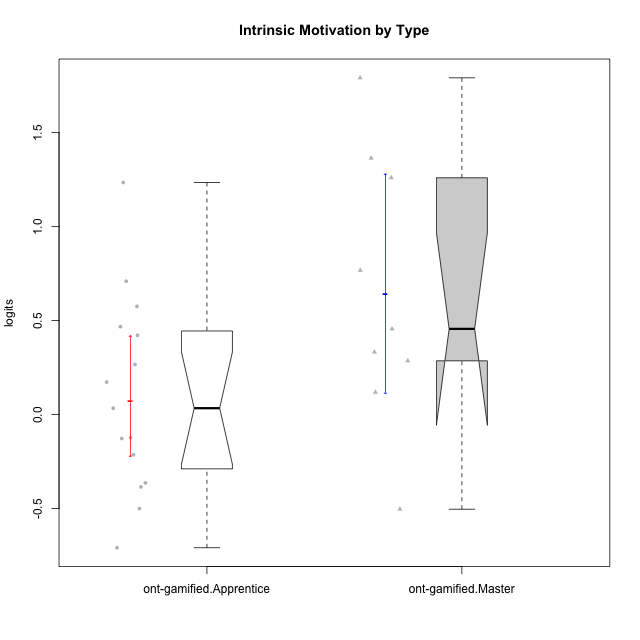 Intrinsic Motivation by Type
logits
1.5
1.0
0.5
0.0
-0.5
ont-gamified.Apprentice
ont-gamified.Master